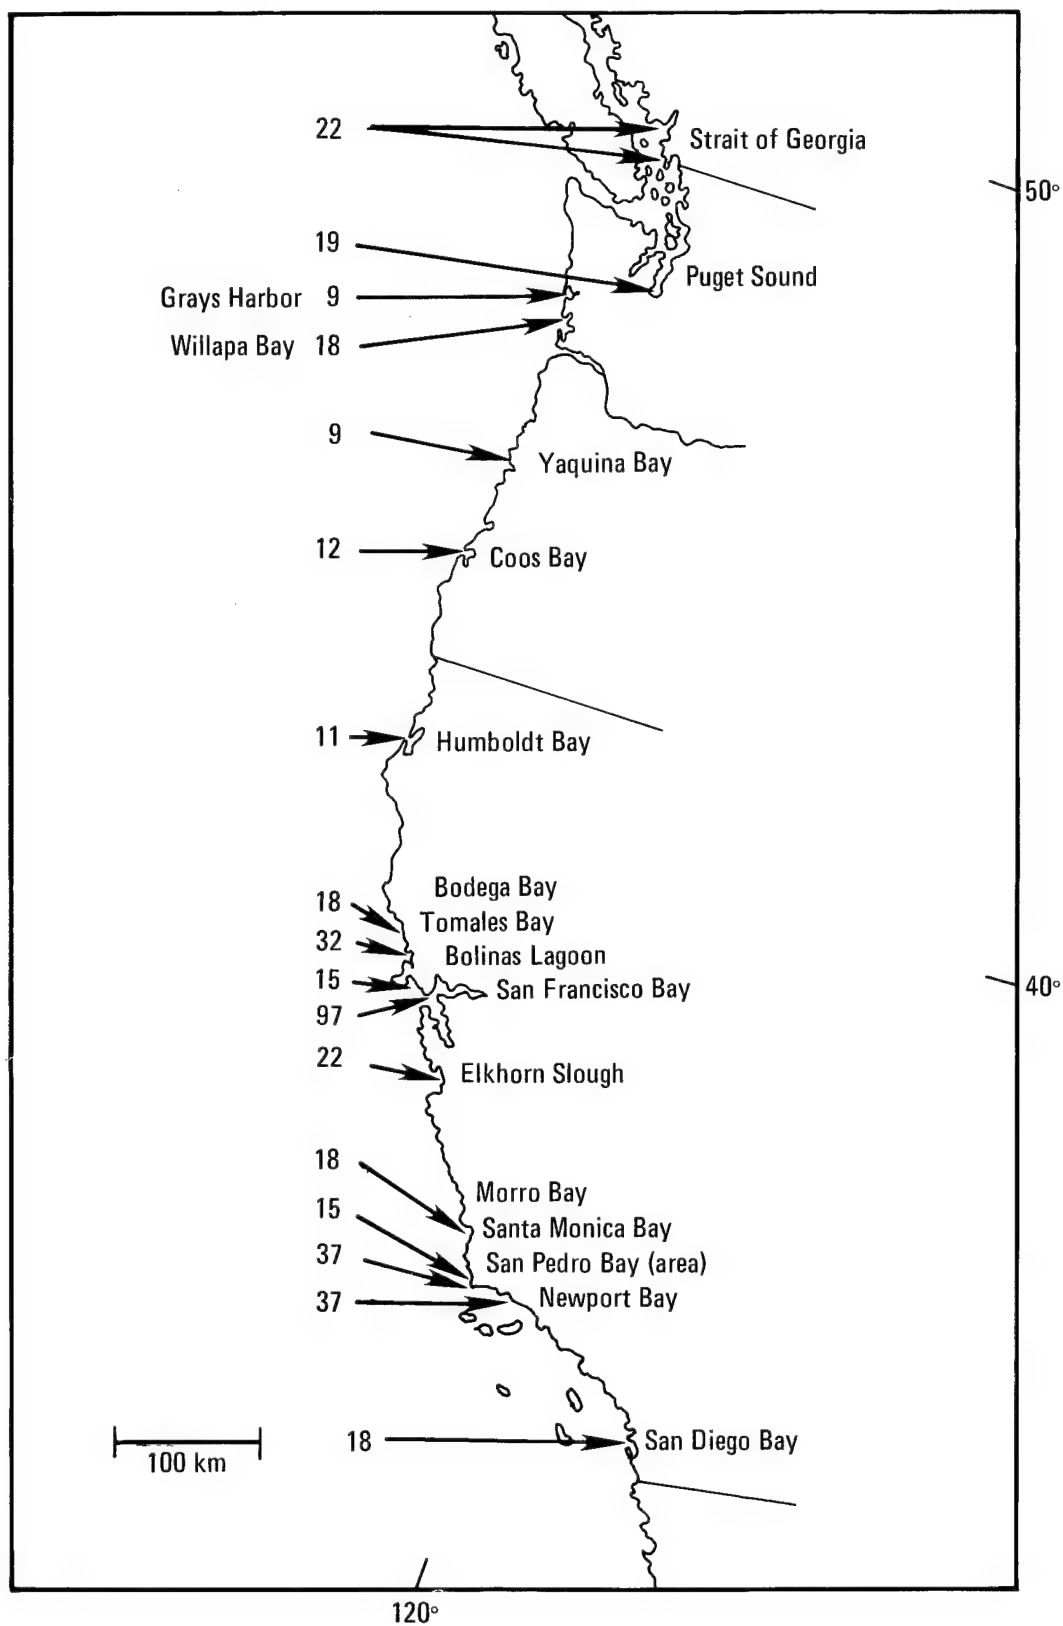 22
Strait of Georgia
50°
19
Puget Sound
Grays Harbor 9
Willapa Bay 18
9
Yaquina Bay
12
Coos Bay
11
Humboldt Bay
Bodega Bay
18
Tomales Bay
32
Bolinas Lagoon
15
San Francisco Bay
40°
97
22
Elkhorn Slough
18
Morro Bay
15
Santa Monica Bay
37
San Pedro Bay (area)
37
Newport Bay
18
San Diego Bay
100 km
120°